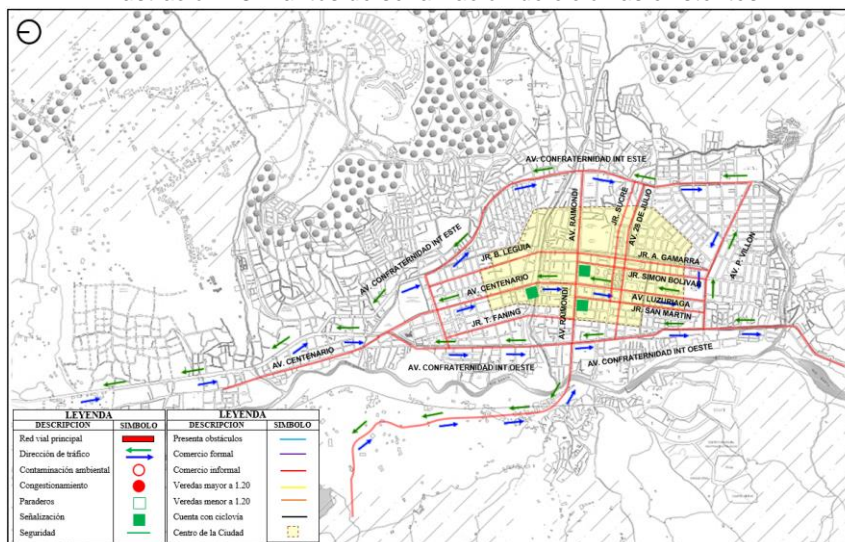 AV. CONFRATERNIDAD INT ESTE
JR. SUCRE
AV. RAIMONDI
AV. 28 DE JULIO
AV. CONFRATERNIDAD INT ESTE
JR. B. LEGUIA
JR. A. GAMARRA
AV. P. VILLÓN
AV. CENTENARIO
JR. SIMON BOLIVAR
AV. LUZURIAGA
JR. T. FANING
AV. RAIMONDI
JR. SAN MARTIN
AV. CENTENARIO
AV. CONFRATERNIDAD INT OESTE
AV. CONFRATERNIDAD INT OESTE
LEYENDA LEYENDA
DESCRIPCION SIMBOLO DESCRIPCION SIMBOLO
Red vial principal Presenta obstáculos
Dirección de tráfico Comercio formal
Contaminación ambiental Comercio informal
Congestionamiento Veredas mayor a 1.20
Paraderos Veredas menor a 1.20
Señalización Cuenta con ciclovía
Seguridad Centro de la Ciudad